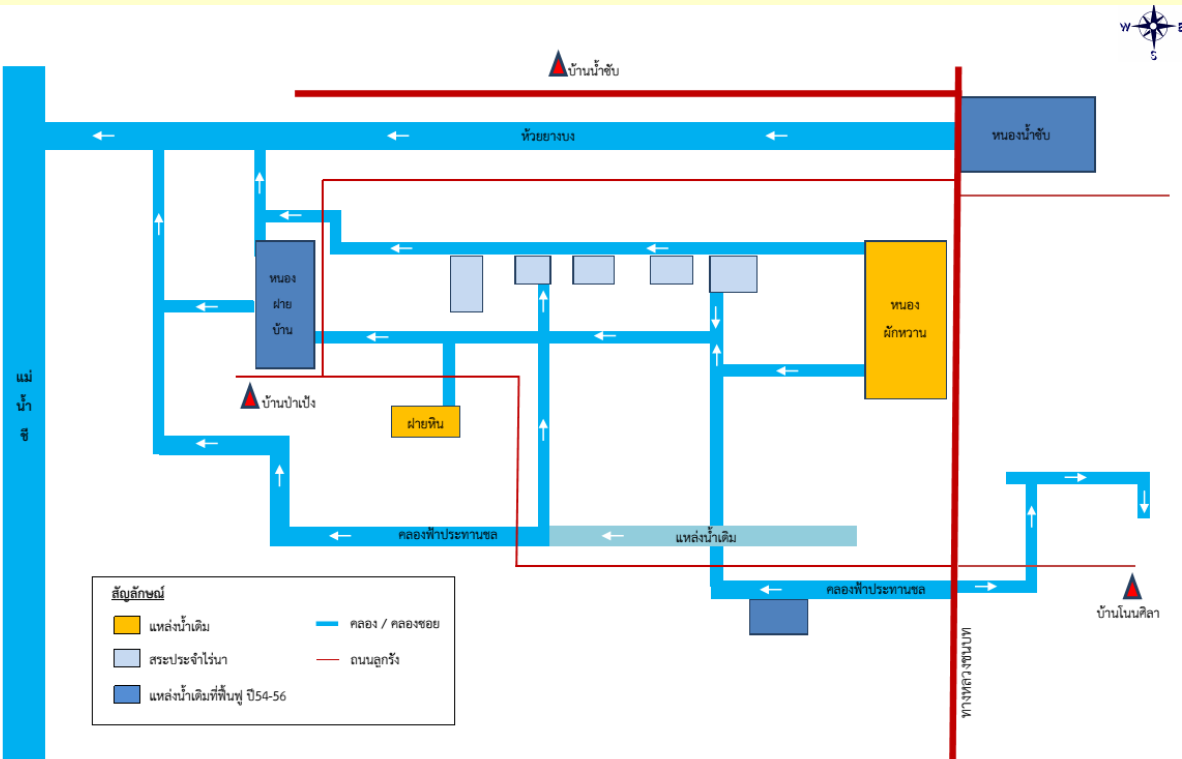 W
E
S
บ้านน้ำซับ
ห้วยยางบง
หนองน้ำซับ
หนอง
ฝาย
บ้าน
หนอง
ผักหวาน
แม่
น้ำ
ชี
บ้านป่าเป้ง
ฝายหิน
คลองฟ้าประทานชล
แหล่งน้ำเดิม
คลองฟ้าประทานชล
บ้านโนนศิลา
ทางหลวงชนบท
สัญลักษณ์
แหล่งน้ำเดิม
คลอง / คลองซอย
สระประจำไร่นา
ถนนลูกรัง
แหล่งน้ำเดิมที่ฟื้นฟู ปี54-56